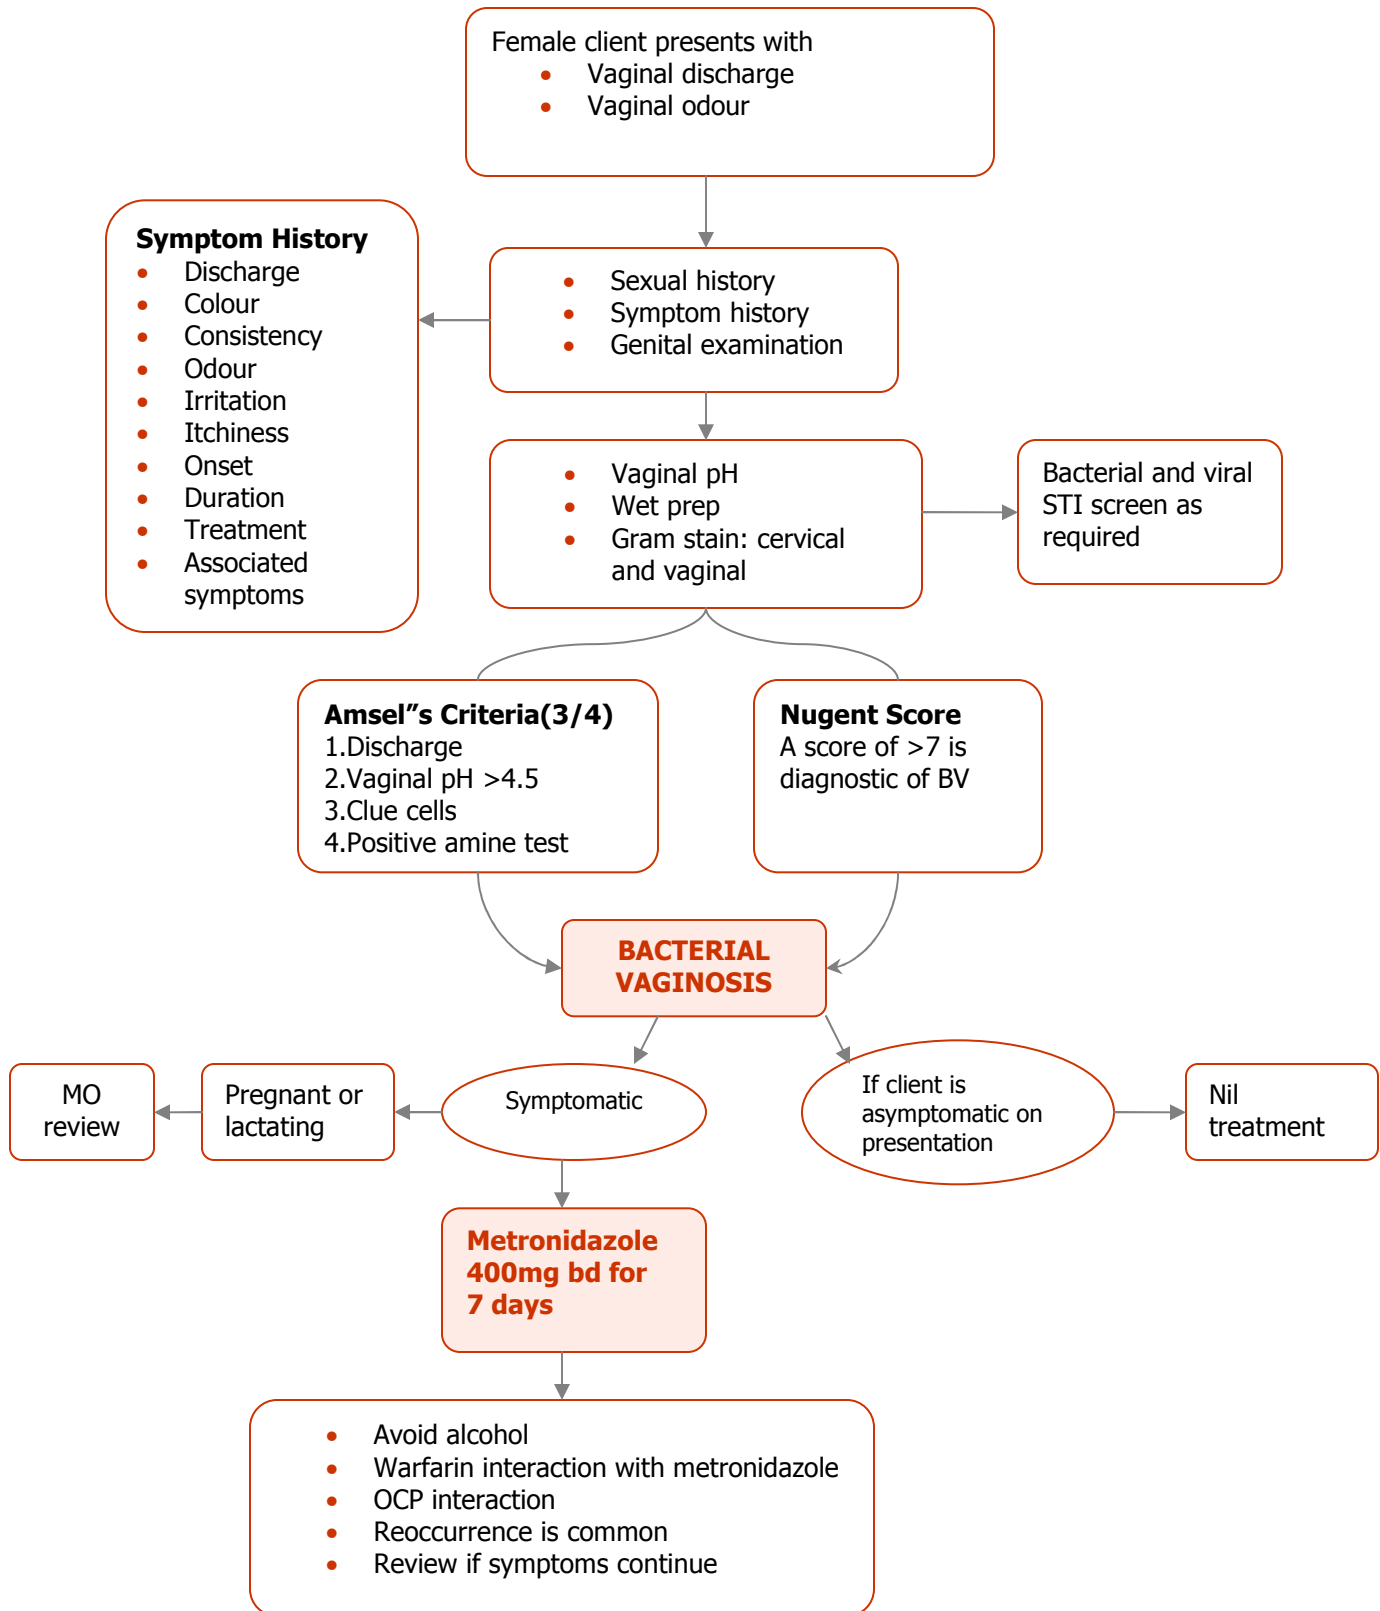 Female client presents with
• Vaginal discharge
• Vaginal odour
Symptom History
• Discharge
• Colour
• Consistency
• Odour
• Irritation
• Itchiness
• Onset
• Duration
• Treatment
• Associated
symptoms
• Sexual history
• Symptom history
• Genital examination
• Vaginal pH
• Wet prep
• Gram stain: cervical
and vaginal
Bacterial and viral
STI screen as
required
Amsel”s Criteria(3/4)
1.Discharge
2.Vaginal pH >4.5
3.Clue cells
4.Positive amine test
Nugent Score
A score of >7 is
diagnostic of BV
BACTERIAL
VAGINOSIS
MO
review
Pregnant or
lactating
Symptomatic
If client is
asymptomatic on
presentation
Nil
treatment
Metronidazole
400mg bd for
7 days
• Avoid alcohol
• Warfarin interaction with metronidazole
• OCP interaction
• Reoccurrence is common
• Review if symptoms continue